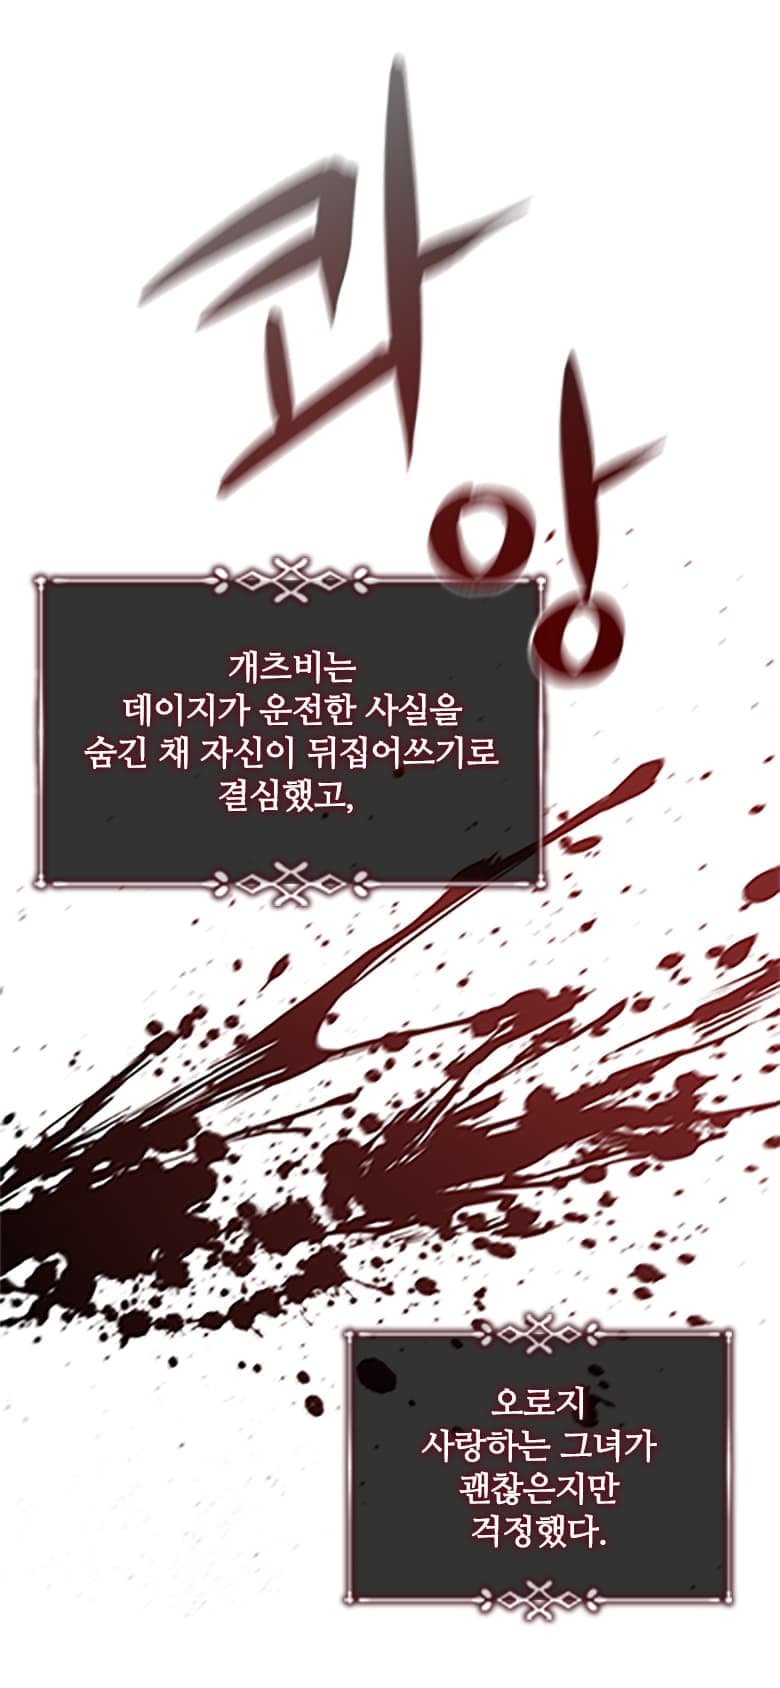 콰
앙
개츠비는
데이지가 운전한 사실을
숨긴 채 자신이 뒤집어쓰기로
결심했고,
오로지
사랑하는 그녀가
괜찮은지만
걱정했다.